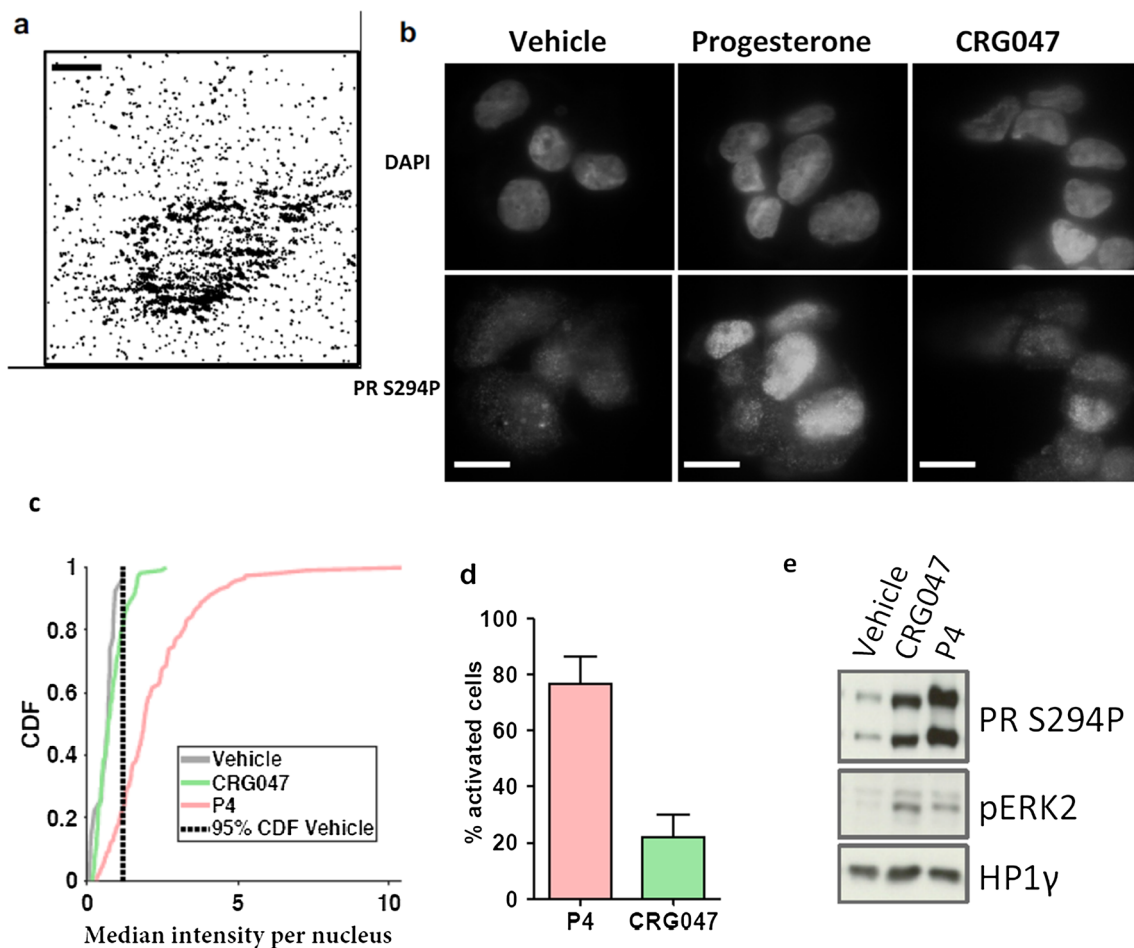 a
b
Vehicle Progesterone CRG047
DAPI
PR S294P
c
CDF
1
0.8
0.6
0.4
0.2
0
0 5 10
Median intensity per nucleus
Vehicle
CRG047
P4
95% CDF Vehicle
d
% activated cells
100
80
60
40
20
0
P4 CRG047
e
Vehicle
CRG047
P4
PR S294P
pERK2
HP1γ